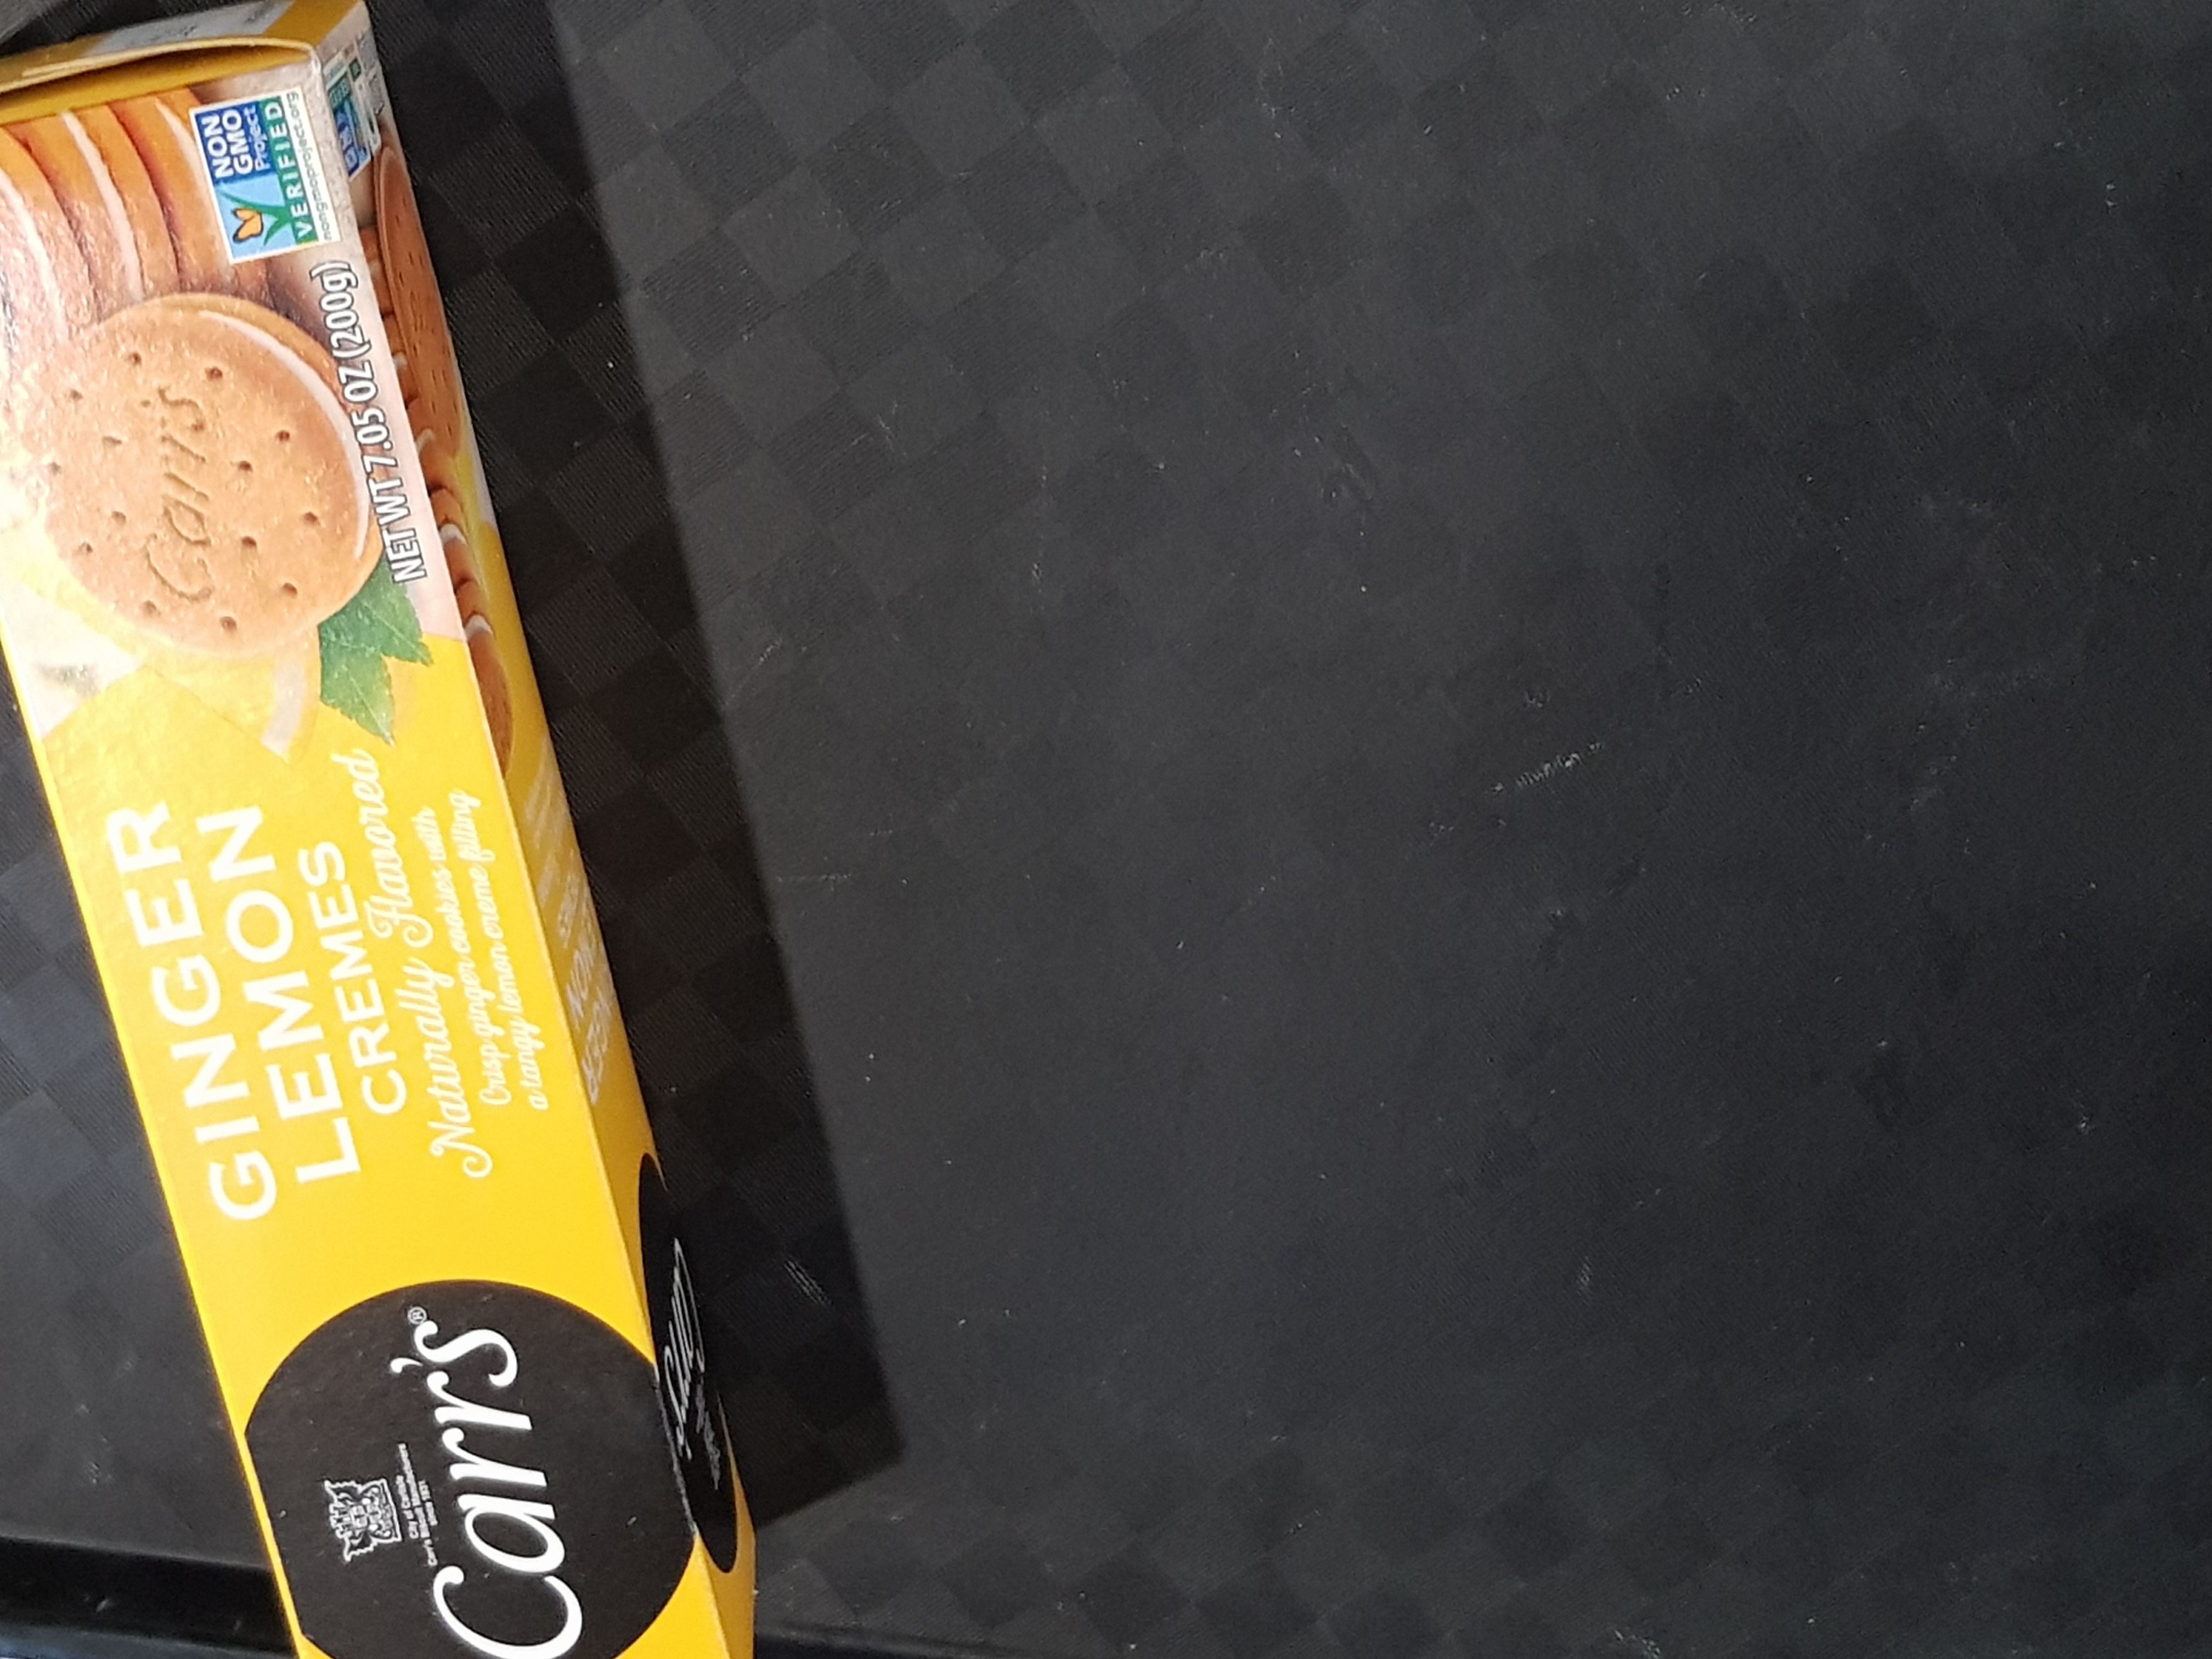 City of Carlisle
Carr's Biscuit Manufacturers
since 1831
Carr's®
GINGER
LEMON
CREMES
Naturally Flavored
Crisp ginger cookies with
a tangy lemon creme filling
Carr's
NON
GMO
Project
VERIFIED
nongmoproject.org
NET WT 7.05 OZ (200g)
Carr's